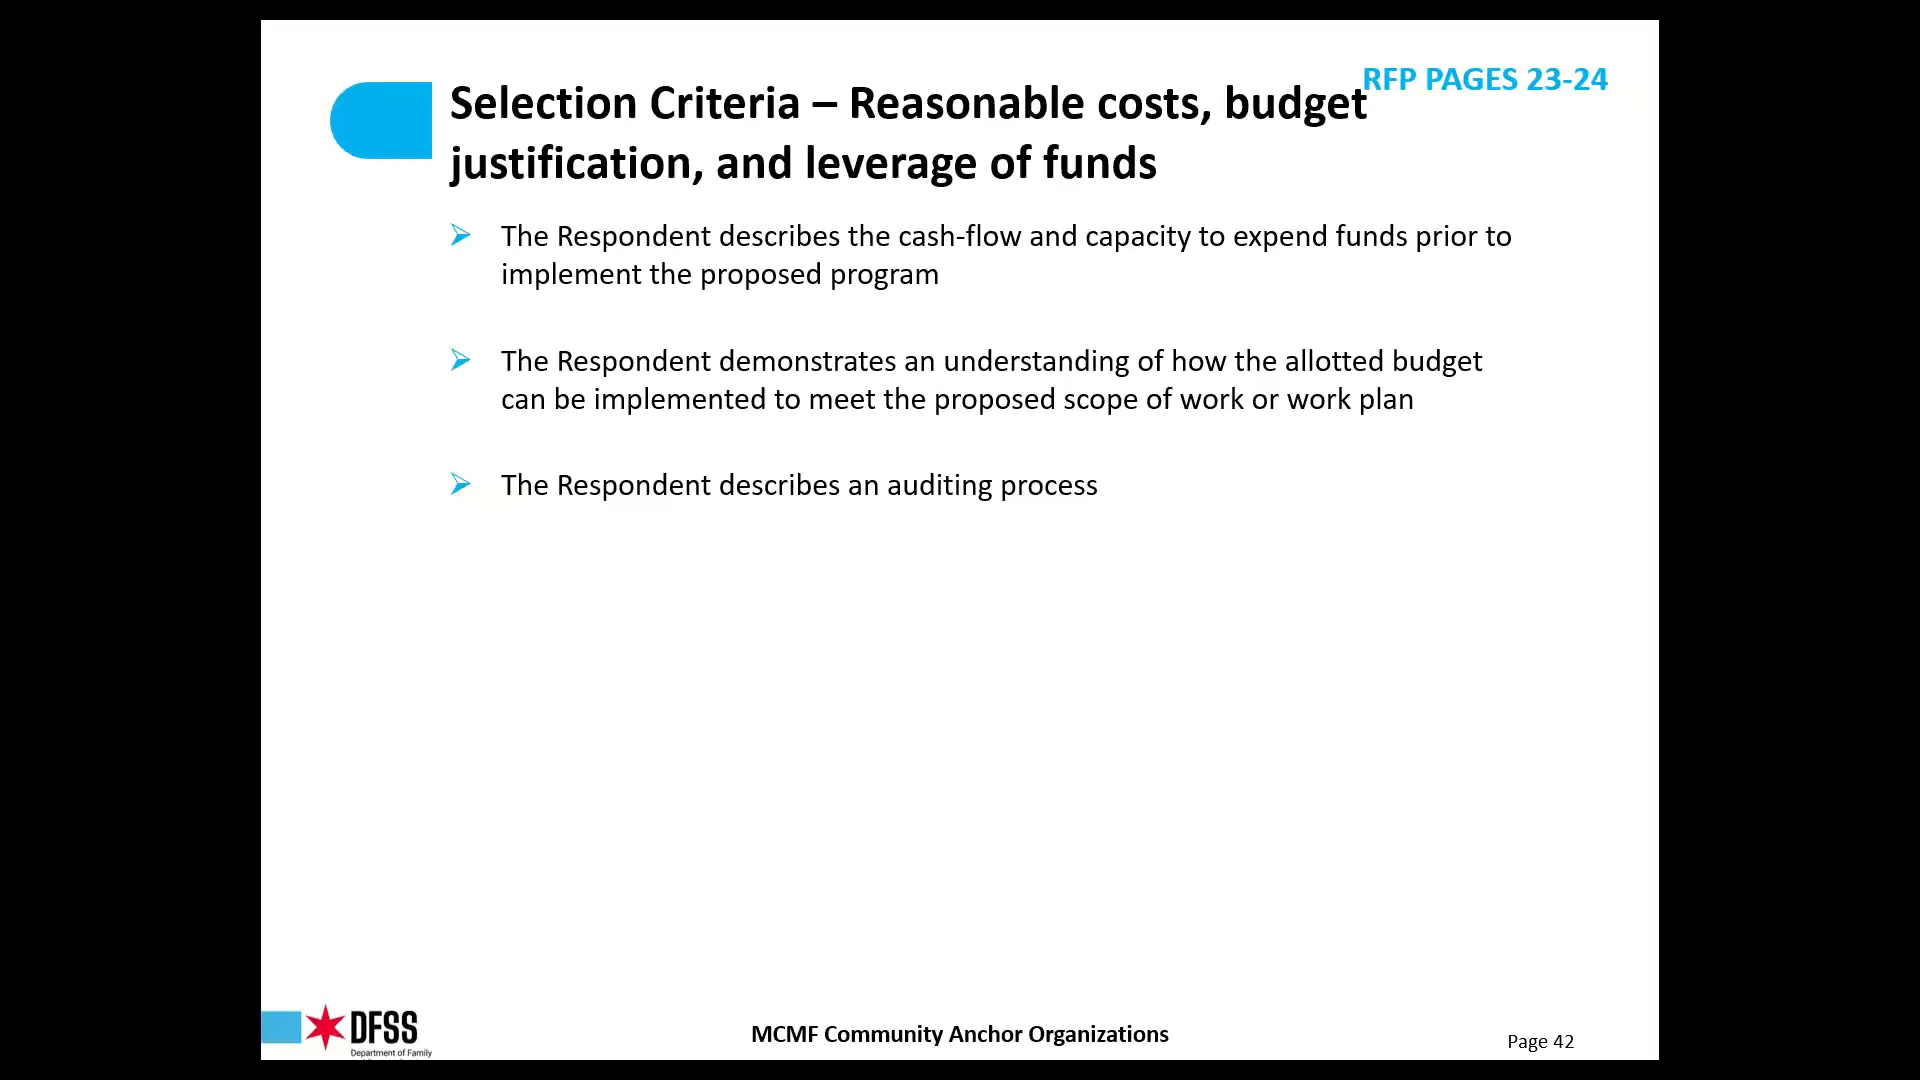 RFP PAGES 23-24
Selection Criteria – Reasonable costs, budget
justification, and leverage of funds
The Respondent describes the cash-flow and capacity to expend funds prior to
implement the proposed program
The Respondent demonstrates an understanding of how the allotted budget
can be implemented to meet the proposed scope of work or work plan
The Respondent describes an auditing process
DFSS
Department of Family
MCMF Community Anchor Organizations
Page 42